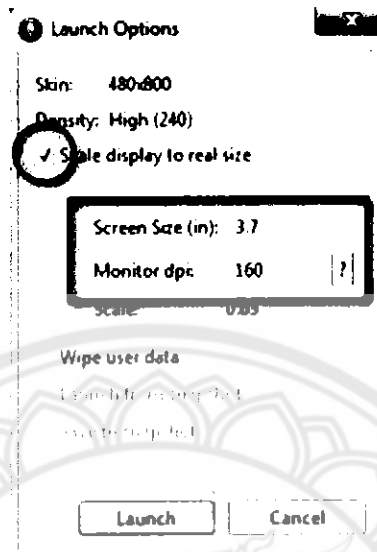 Launch Options
Skin: 480x800
Density: High (240)
✓ Scale display to real size
Screen Size (in): 3.7
Monitor dpi: 160 ?
Scale:
Wipe user data
Launch Cancel